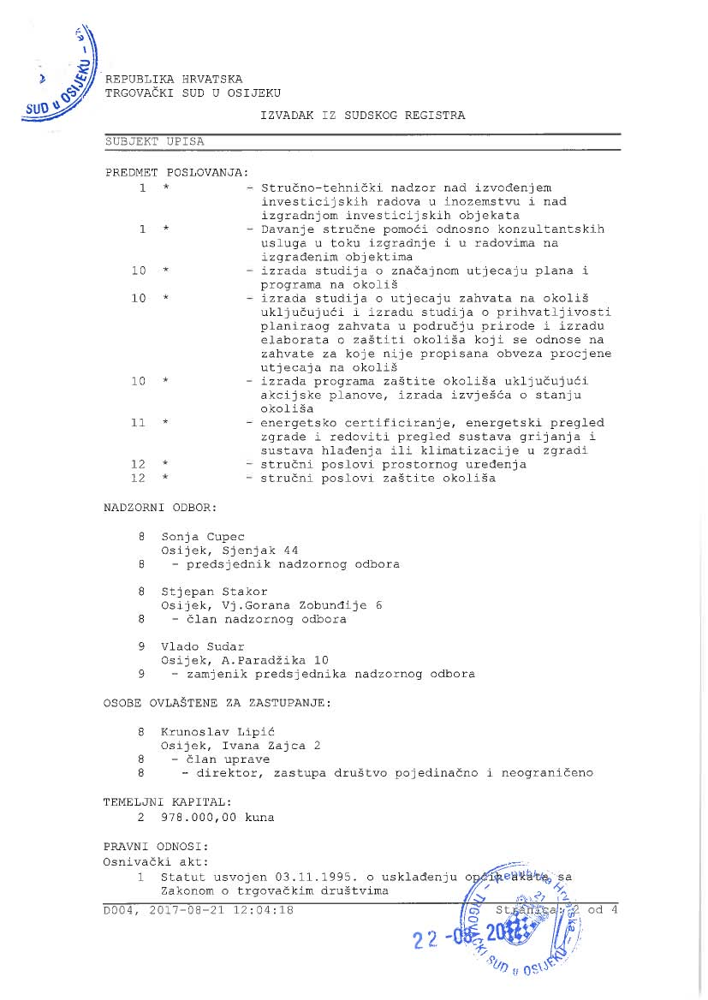 REPUBLIKA HRVATSKA
TRGOVAČKI SUD U OSIJEKU
SUD u OSIJEKU –
IZVADAK IZ SUDSKOG REGISTRA
SUBJEKT UPISA
PREDMET POSLOVANJA:
1 * - Stručno-tehnički nadzor nad izvođenjem
investicijskih radova u inozemstvu i nad
izgradnjom investicijskih objekata
1 * - Davanje stručne pomoći odnosno konzultantskih
usluga u toku izgradnje i u radovima na
izgrađenim objektima
10 * - izrada studija o značajnom utjecaju plana i
programa na okoliš
10 * - izrada studija o utjecaju zahvata na okoliš
uključujući i izradu studija o prihvatljivosti
planiraog zahvata u području prirode i izradu
elaborata o zaštiti okoliša koji se odnose na
zahvate za koje nije propisana obveza procjene
utjecaja na okoliš
10 * - izrada programa zaštite okoliša uključujući
akcijske planove, izrada izvješća o stanju
okoliša
11 * - energetsko certificiranje, energetski pregled
zgrade i redoviti pregled sustava grijanja i
sustava hlađenja ili klimatizacije u zgradi
12 * - stručni poslovi prostornog uređenja
12 * - stručni poslovi zaštite okoliša
NADZORNI ODBOR:
8 Sonja Cupec
Osijek, Sjenjak 44
8 - predsjednik nadzornog odbora
8 Stjepan Stakor
Osijek, Vj.Gorana Zobunđije 6
8 - član nadzornog odbora
9 Vlado Sudar
Osijek, A.Paradžika 10
9 - zamjenik predsjednika nadzornog odbora
OSOBE OVLAŠTENE ZA ZASTUPANJE:
8 Krunoslav Lipić
Osijek, Ivana Zajca 2
8 - član uprave
8 - direktor, zastupa društvo pojedinačno i neograničeno
TEMELJNI KAPITAL:
2 978.000,00 kuna
PRAVNI ODNOSI:
Osnivački akt:
1 Statut usvojen 03.11.1995. o usklađenju općik akata sa
Zakonom o trgovačkim društvima
D004, 2017-08-21 12:04:18 Stranica: 2 od 4
Republika Hrvatska – TRGOVAČKI SUD u OSIJEKU –
21
22 -08- 2017